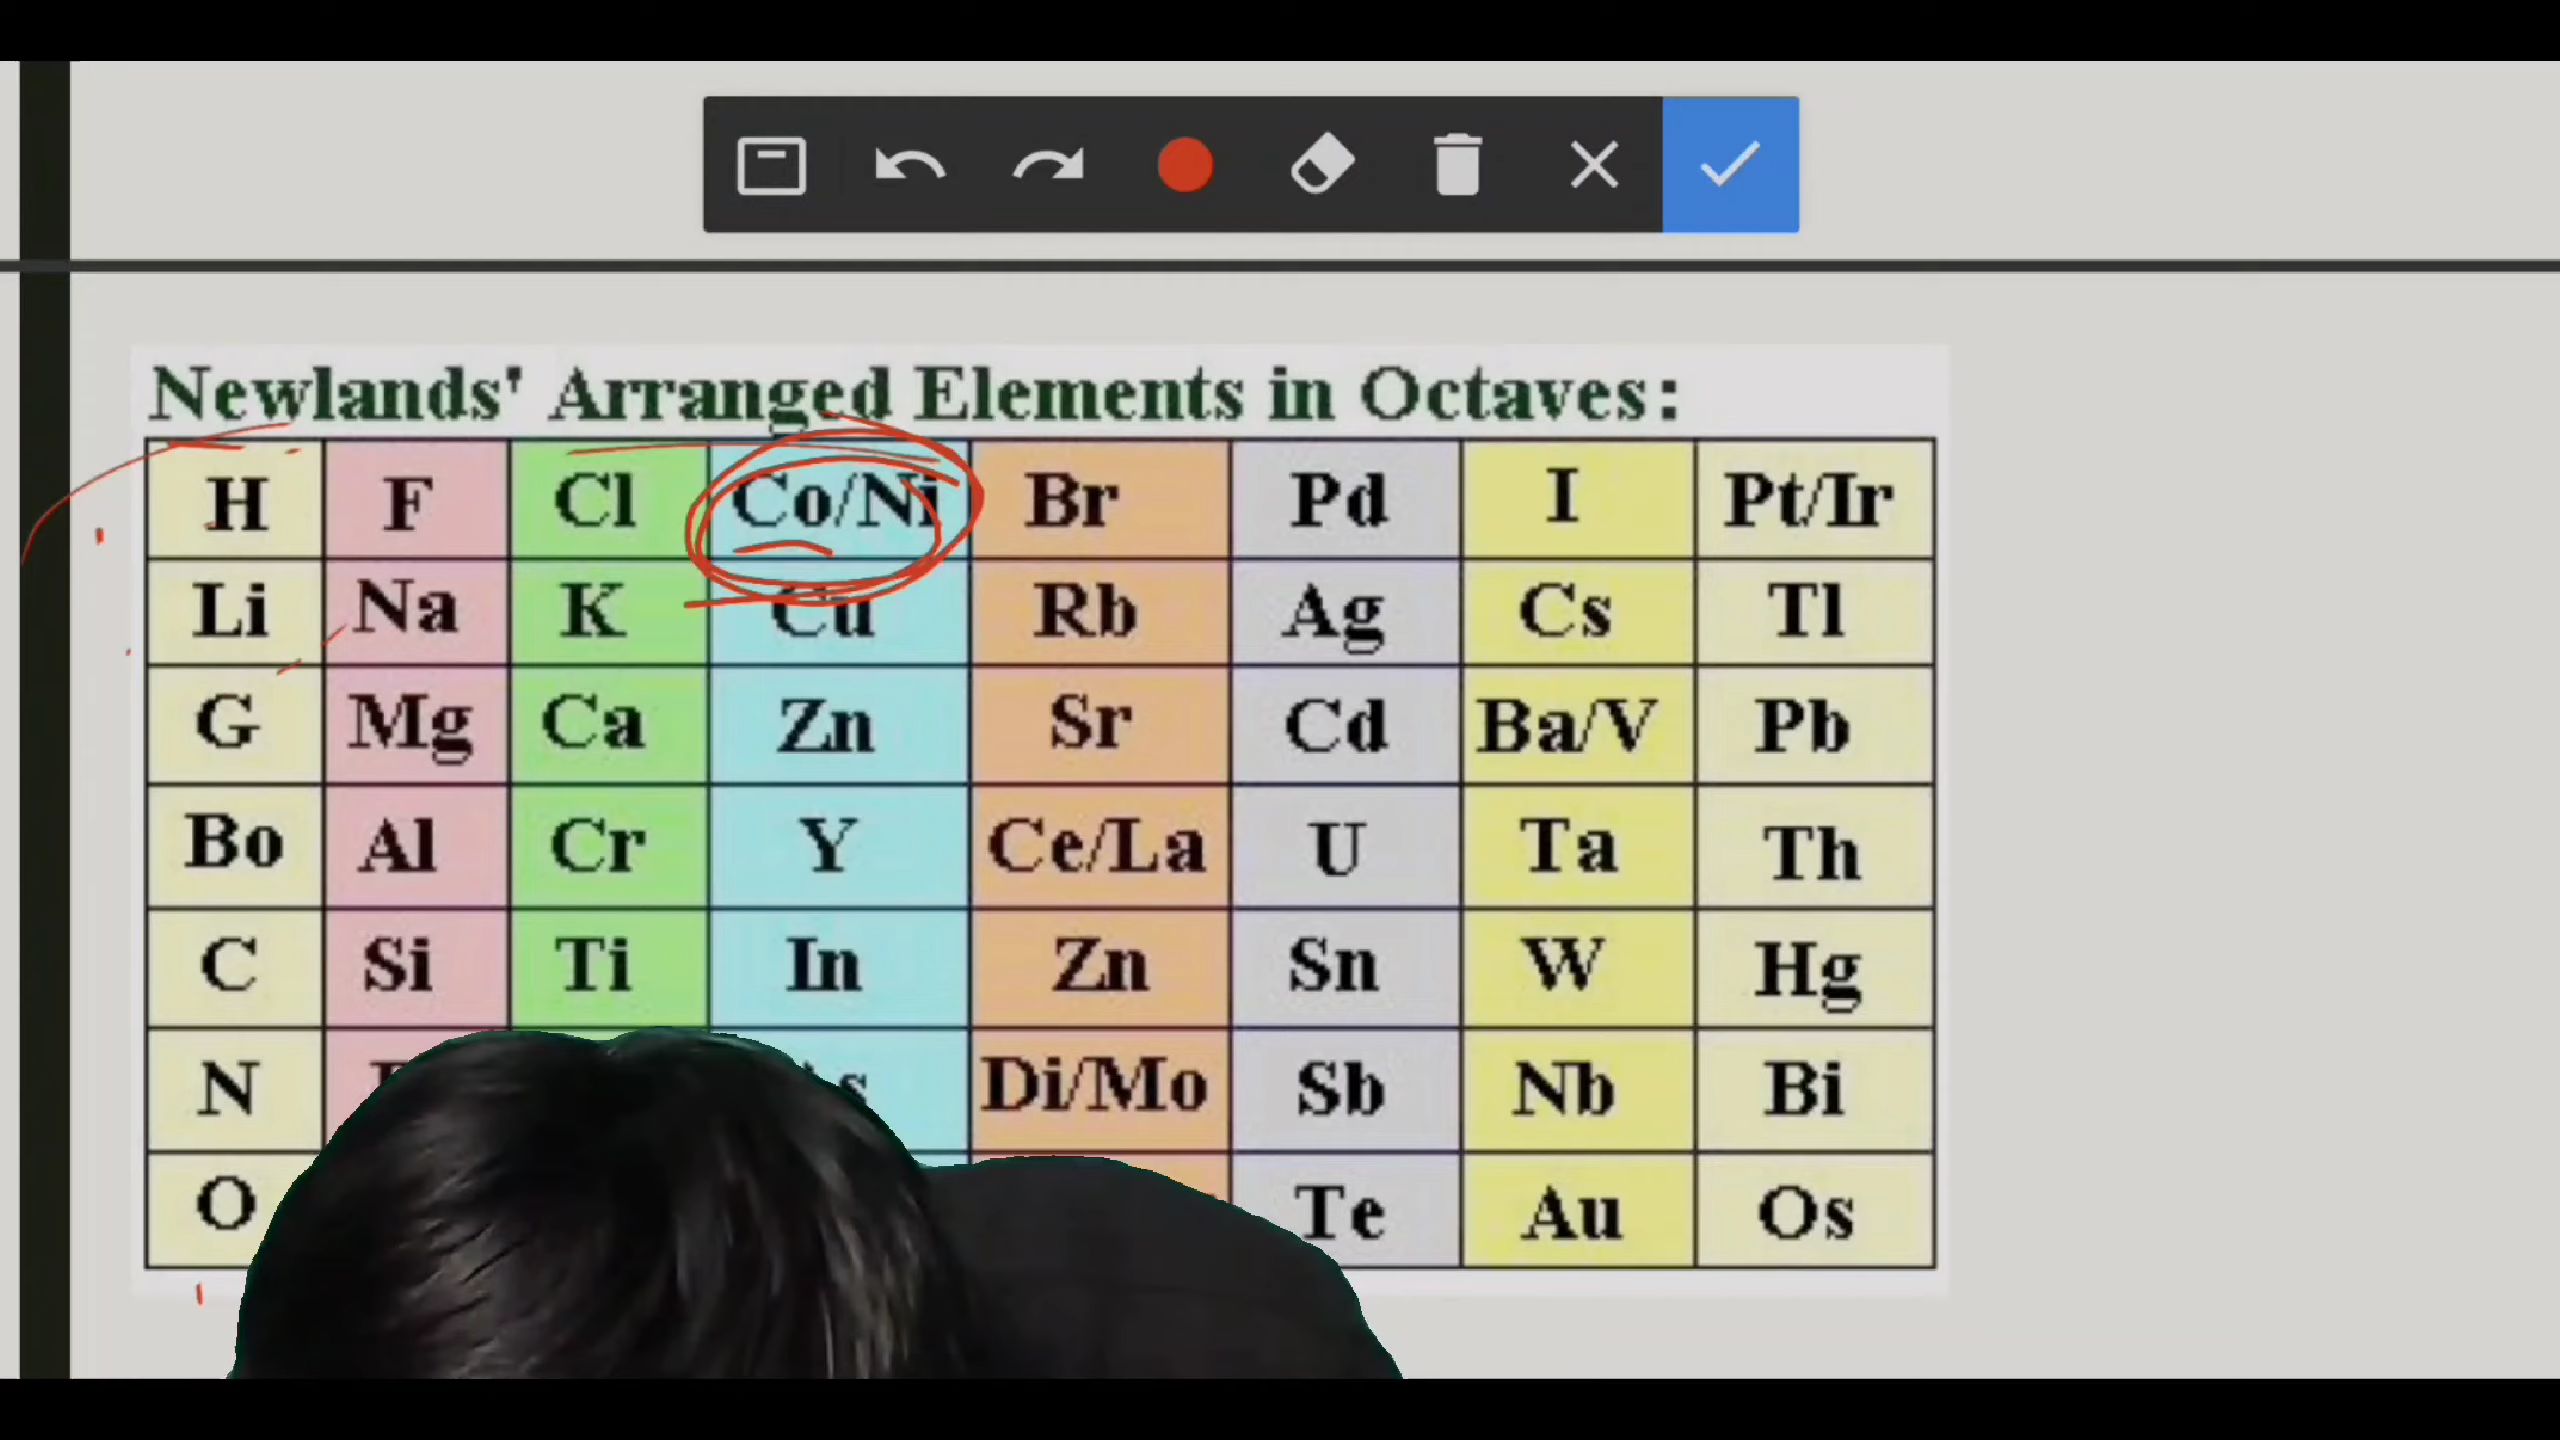 Newlands' Arranged Elements in Octaves:
H F Cl Co/Ni Br Pd I Pt/Ir
Li Na K Cu Rb Ag Cs Tl
G Mg Ca Zn Sr Cd Ba/V Pb
Bo Al Cr Y Ce/La U Ta Th
C Si Ti In Zn Sn W Hg
N Di/Mo Sb Nb Bi
O Te Au Os